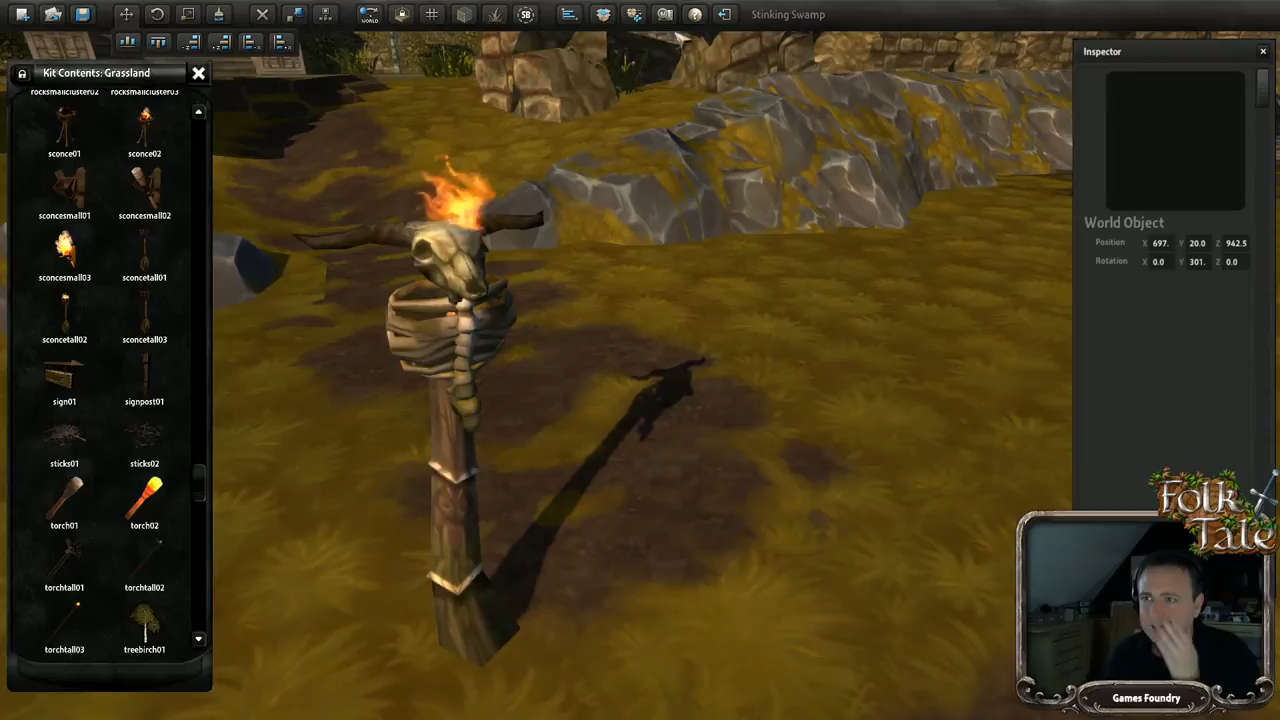 WORLD
SB
Stinking Swamp
Kit Contents: Grassland
rocksmallcluster02 rocksmallcluster03
sconce01 sconce02
sconcesmall01 sconcesmall02
sconcesmall03 sconcetall01
sconcetall02 sconcetall03
sign01 signpost01
sticks01 sticks02
torch01 torch02
torchtall01 torchtall02
torchtall03 treebirch01
Inspector
World Object
Position X 697. Y 20.0 Z 942.5
Rotation X 0.0 Y 301. Z 0.0
Folk
Tale
Games Foundry